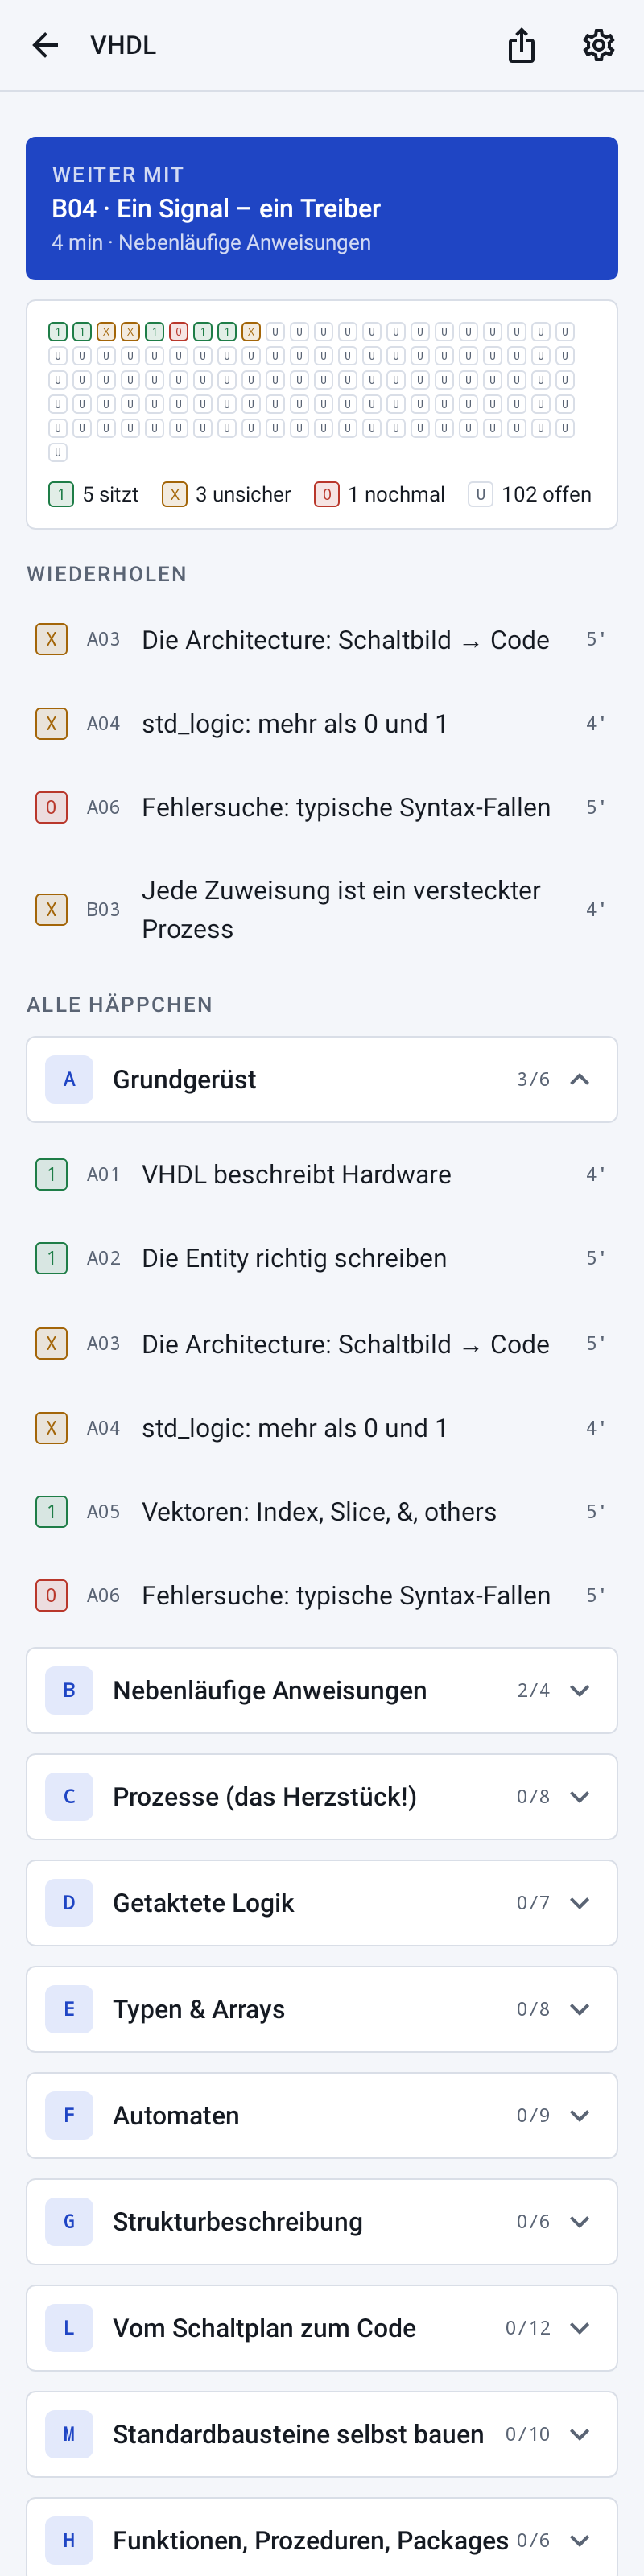 VHDL
WEITER MIT
B04 · Ein Signal – ein Treiber
4 min · Nebenläufige Anweisungen
1 1 X X 1 0 1 1 X U U U U U U U U U U U U U
U U U U U U U U U U U U U U U U U U U U U U
U U U U U U U U U U U U U U U U U U U U U U
U U U U U U U U U U U U U U U U U U U U U U
U U U U U U U U U U U U U U U U U U U U U U
U
1 5 sitzt X 3 unsicher 0 1 nochmal U 102 offen
WIEDERHOLEN
X A03 Die Architecture: Schaltbild → Code 5'
X A04 std_logic: mehr als 0 und 1 4'
0 A06 Fehlersuche: typische Syntax-Fallen 5'
X B03 Jede Zuweisung ist ein versteckter
Prozess 4'
ALLE HÄPPCHEN
A Grundgerüst 3/6
1 A01 VHDL beschreibt Hardware 4'
1 A02 Die Entity richtig schreiben 5'
X A03 Die Architecture: Schaltbild → Code 5'
X A04 std_logic: mehr als 0 und 1 4'
1 A05 Vektoren: Index, Slice, &, others 5'
0 A06 Fehlersuche: typische Syntax-Fallen 5'
B Nebenläufige Anweisungen 2/4
C Prozesse (das Herzstück!) 0/8
D Getaktete Logik 0/7
E Typen & Arrays 0/8
F Automaten 0/9
G Strukturbeschreibung 0/6
L Vom Schaltplan zum Code 0/12
M Standardbausteine selbst bauen 0/10
H Funktionen, Prozeduren, Packages 0/6